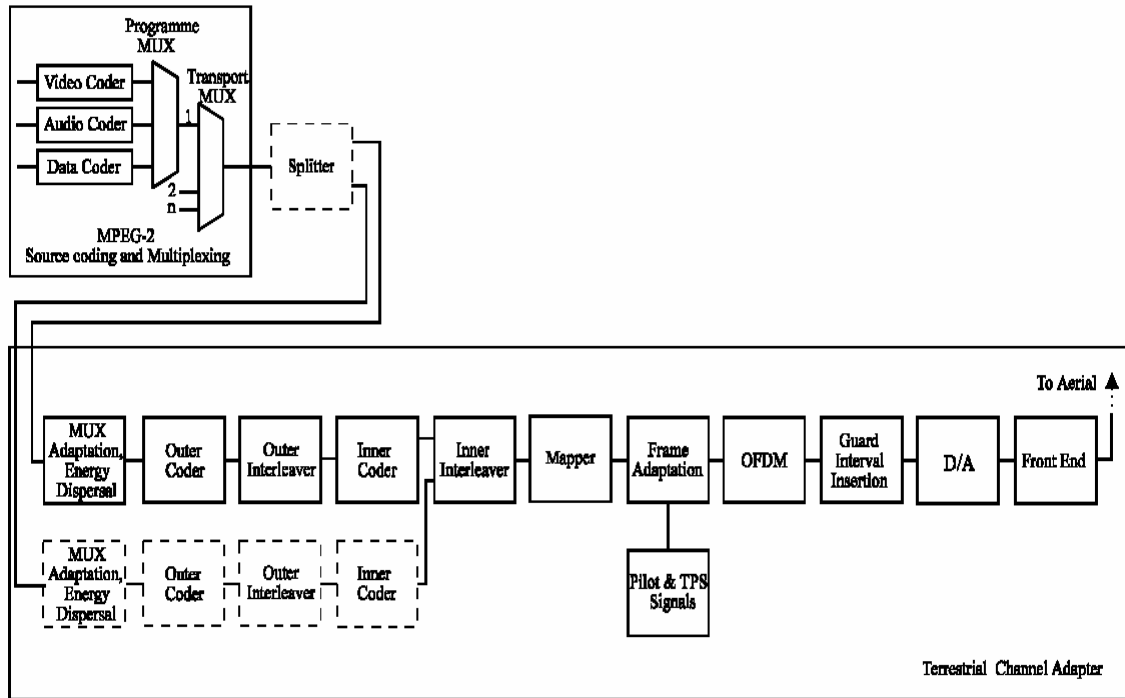 Programme
MUX
Video Coder
Transport
MUX
1
Audio Coder
Splitter
Data Coder
2
n
MPEG-2
Source coding and Multiplexing
To Aerial
MUX
Adaptation,
Energy
Dispersal
Outer
Coder
Outer
Interleaver
Inner
Coder
Inner
Interleaver
Mapper
Frame
Adaptation
OFDM
Guard
Interval
Insertion
D/A
Front End
MUX
Adaptation,
Energy
Dispersal
Outer
Coder
Outer
Interleaver
Inner
Coder
Pilot & TPS
Signals
Terrestrial Channel Adapter